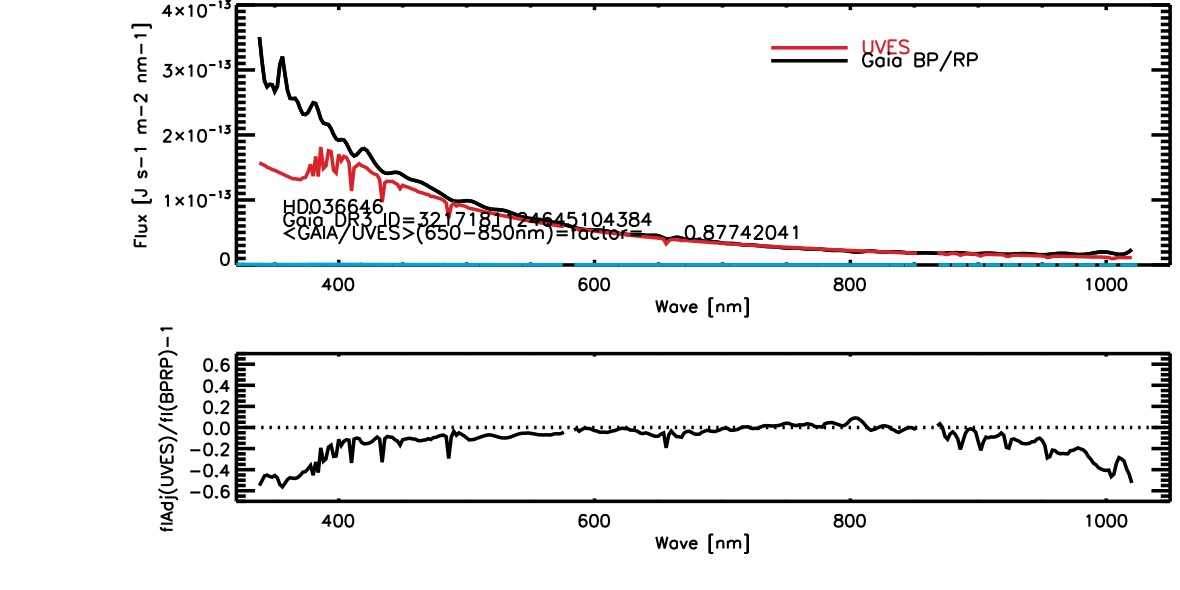 4×10−13
3×10−13
2×10−13
1×10−13
0
Flux [J s−1 m−2 nm−1]
UVES
Gaia BP/RP
HD036646
Gaia DR3 ID=3217181124645104384
<GAIA/UVES>(650−850nm)=factor= 0.87742041
400 600 800 1000
Wave [nm]
0.6
0.4
0.2
0.0
−0.2
−0.4
−0.6
flAdj(UVES)/fl(BPRP)−1
400 600 800 1000
Wave [nm]